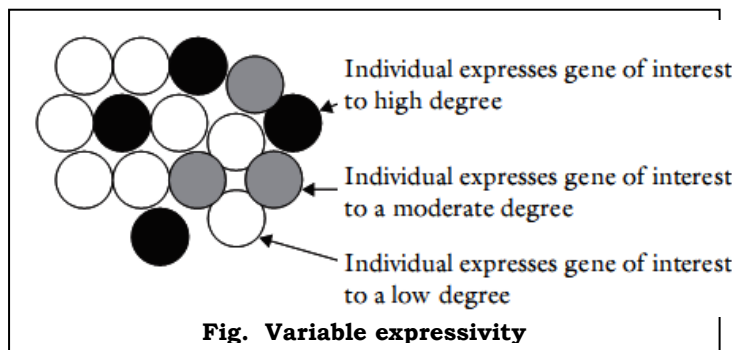 Individual expresses gene of interest
to high degree
Individual expresses gene of interest
to a moderate degree
Individual expresses gene of interest
to a low degree
Fig. Variable expressivity